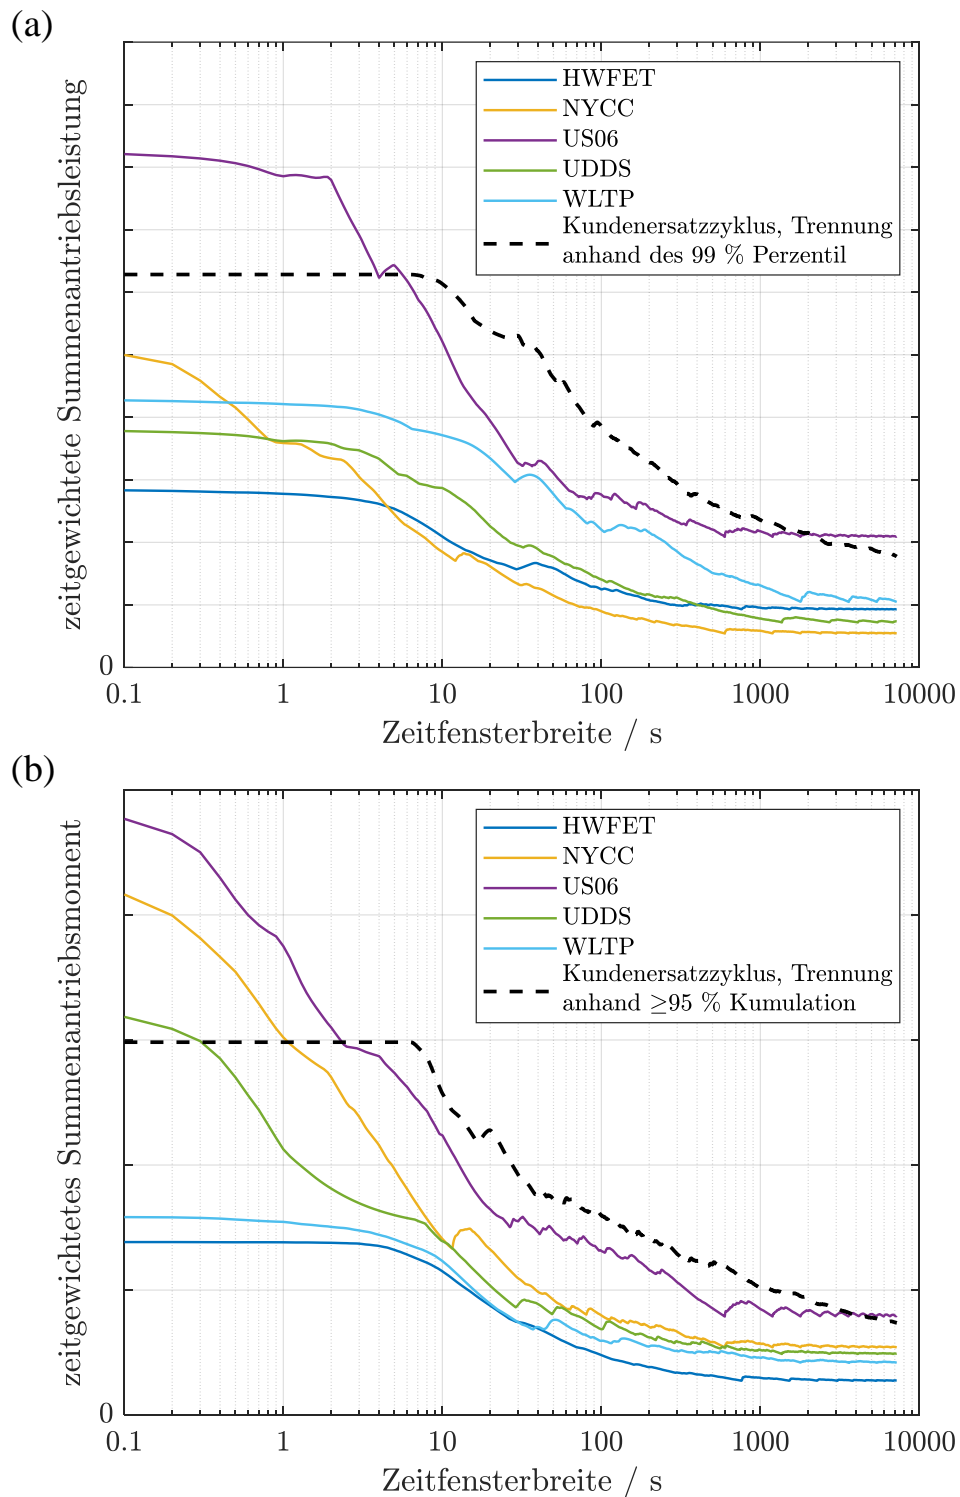 (a)
zeitgewichtete Summenantriebsleistung
HWFET
NYCC
US06
UDDS
WLTP
Kundenersatzzyklus, Trennung
anhand des 99 % Perzentil
0
0.1 1 10 100 1000 10000
Zeitfensterbreite / s
(b)
zeitgewichtetes Summenantriebsmoment
HWFET
NYCC
US06
UDDS
WLTP
Kundenersatzzyklus, Trennung
anhand ≥95 % Kumulation
0
0.1 1 10 100 1000 10000
Zeitfensterbreite / s